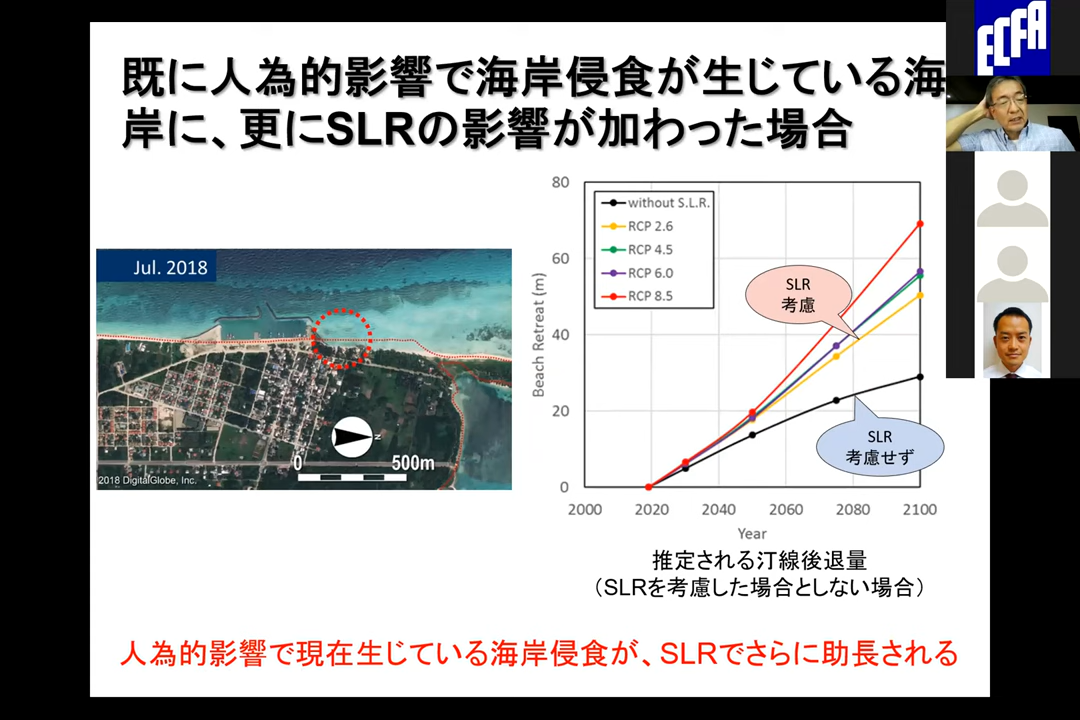 既に人為的影響で海岸侵食が生じている海
岸に、更にSLRの影響が加わった場合
ECFA
Jul. 2018
N
0
500m
2018 DigitalGlobe, Inc.
80
60
40
20
0
Beach Retreat (m)
without S.L.R.
RCP 2.6
RCP 4.5
RCP 6.0
RCP 8.5
SLR
考慮
SLR
考慮せず
2000
2020
2040
2060
2080
2100
Year
推定される汀線後退量
（SLRを考慮した場合としない場合）
人為的影響で現在生じている海岸侵食が、SLRでさらに助長される